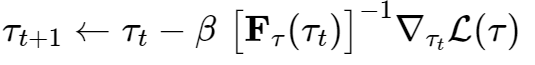 τ_{t+1} ← τ_t − β [𝐅_τ(τ_t)]^{−1} ∇_{τ_t} 𝓛(τ)